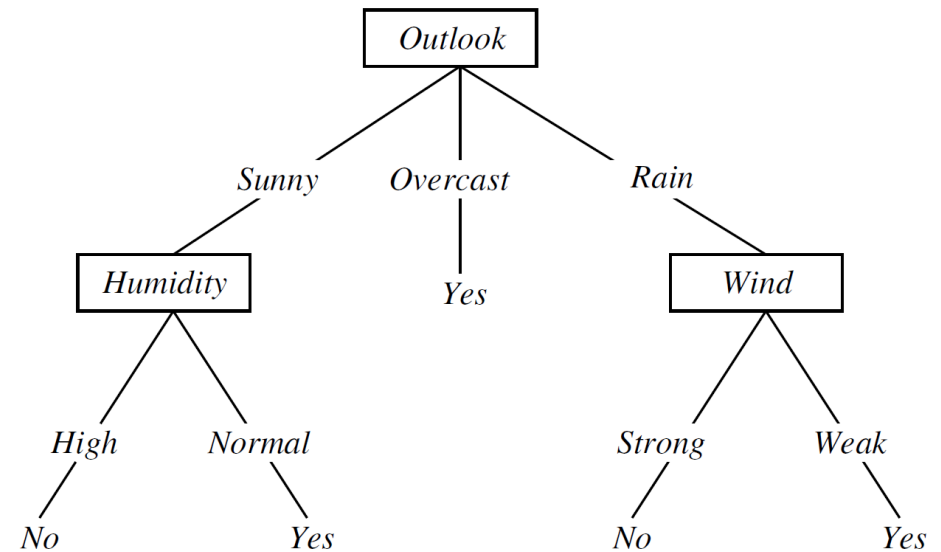 Outlook
Sunny Overcast Rain
Humidity Yes Wind
High Normal Strong Weak
No Yes No Yes